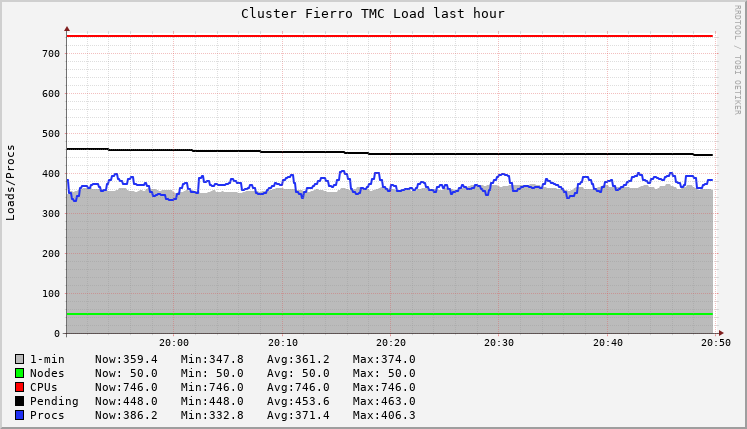 Cluster Fierro TMC Load last hour
RRDTOOL / TOBI OETIKER
Loads/Procs
700
600
500
400
300
200
100
0
20:00 20:10 20:20 20:30 20:40 20:50
1-min Now:359.4 Min:347.8 Avg:361.2 Max:374.0
Nodes Now: 50.0 Min: 50.0 Avg: 50.0 Max: 50.0
CPUs Now:746.0 Min:746.0 Avg:746.0 Max:746.0
Pending Now:448.0 Min:448.0 Avg:453.6 Max:463.0
Procs Now:386.2 Min:332.8 Avg:371.4 Max:406.3